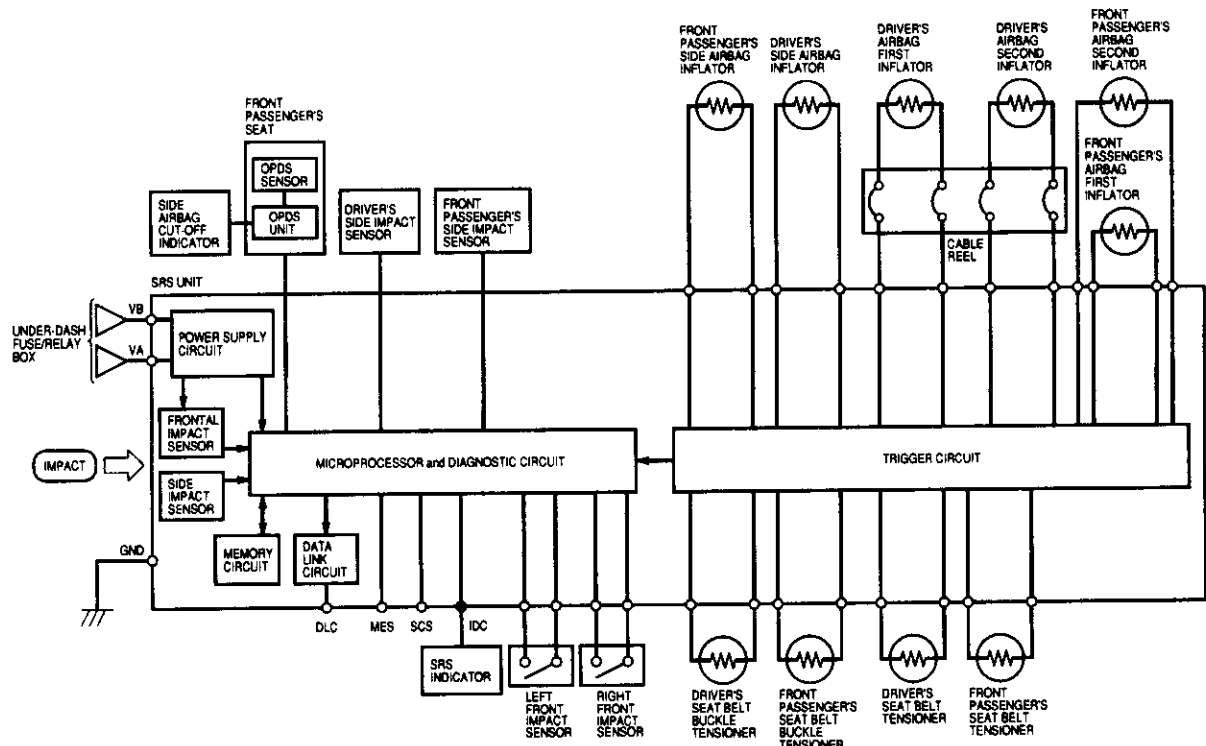 FRONT
PASSENGER'S
SIDE AIRBAG
INFLATOR
DRIVER'S
SIDE AIRBAG
INFLATOR
DRIVER'S
AIRBAG
FIRST
INFLATOR
DRIVER'S
AIRBAG
SECOND
INFLATOR
FRONT
PASSENGER'S
AIRBAG
SECOND
INFLATOR
FRONT
PASSENGER'S
AIRBAG
FIRST
INFLATOR
FRONT
PASSENGER'S
SEAT
OPDS
SENSOR
OPDS
UNIT
SIDE
AIRBAG
CUT-OFF
INDICATOR
DRIVER'S
SIDE IMPACT
SENSOR
FRONT
PASSENGER'S
SIDE IMPACT
SENSOR
CABLE
REEL
SRS UNIT
UNDER-DASH
FUSE/RELAY
BOX
VB
VA
POWER SUPPLY
CIRCUIT
FRONTAL
IMPACT
SENSOR
IMPACT
SIDE
IMPACT
SENSOR
MICROPROCESSOR and DIAGNOSTIC CIRCUIT
TRIGGER CIRCUIT
GND
MEMORY
CIRCUIT
DATA
LINK
CIRCUIT
DLC
MES
SCS
IDC
SRS
INDICATOR
LEFT
FRONT
IMPACT
SENSOR
RIGHT
FRONT
IMPACT
SENSOR
DRIVER'S
SEAT BELT
BUCKLE
TENSIONER
FRONT
PASSENGER'S
SEAT BELT
BUCKLE
TENSIONER
DRIVER'S
SEAT BELT
TENSIONER
FRONT
PASSENGER'S
SEAT BELT
TENSIONER